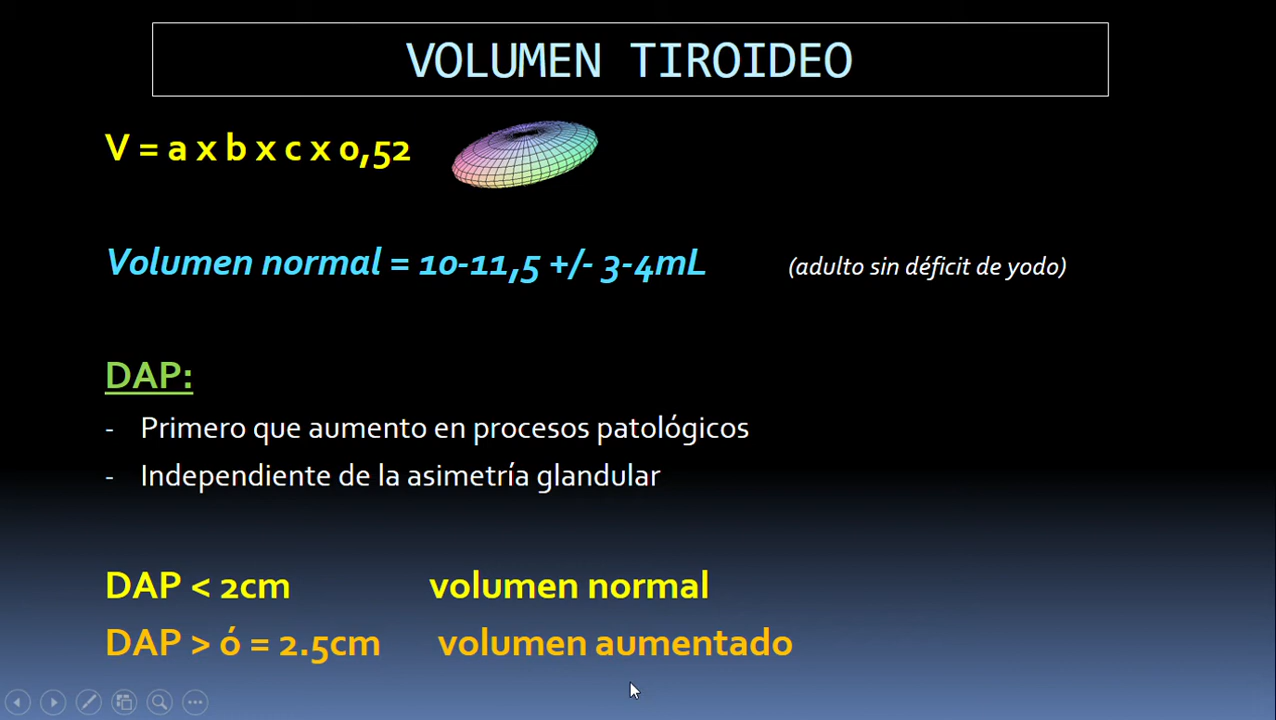 VOLUMEN TIROIDEO
V = a x b x c x 0,52
Volumen normal = 10-11,5 +/- 3-4mL (adulto sin déficit de yodo)
DAP:
- Primero que aumento en procesos patológicos
- Independiente de la asimetría glandular
DAP < 2cm volumen normal
DAP > ó = 2.5cm volumen aumentado